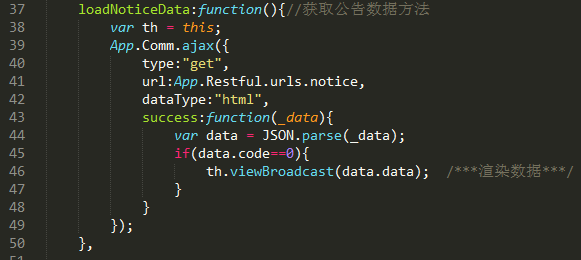 37 loadNoticeData:function(){//获取公告数据方法
38 var th = this;
39 App.Comm.ajax({
40 type:"get",
41 url:App.Restful.urls.notice,
42 dataType:"html",
43 success:function(_data){
44 var data = JSON.parse(_data);
45 if(data.code==0){
46 th.viewBroadcast(data.data); /***渲染数据***/
47 }
48 }
49 });
50 },
51